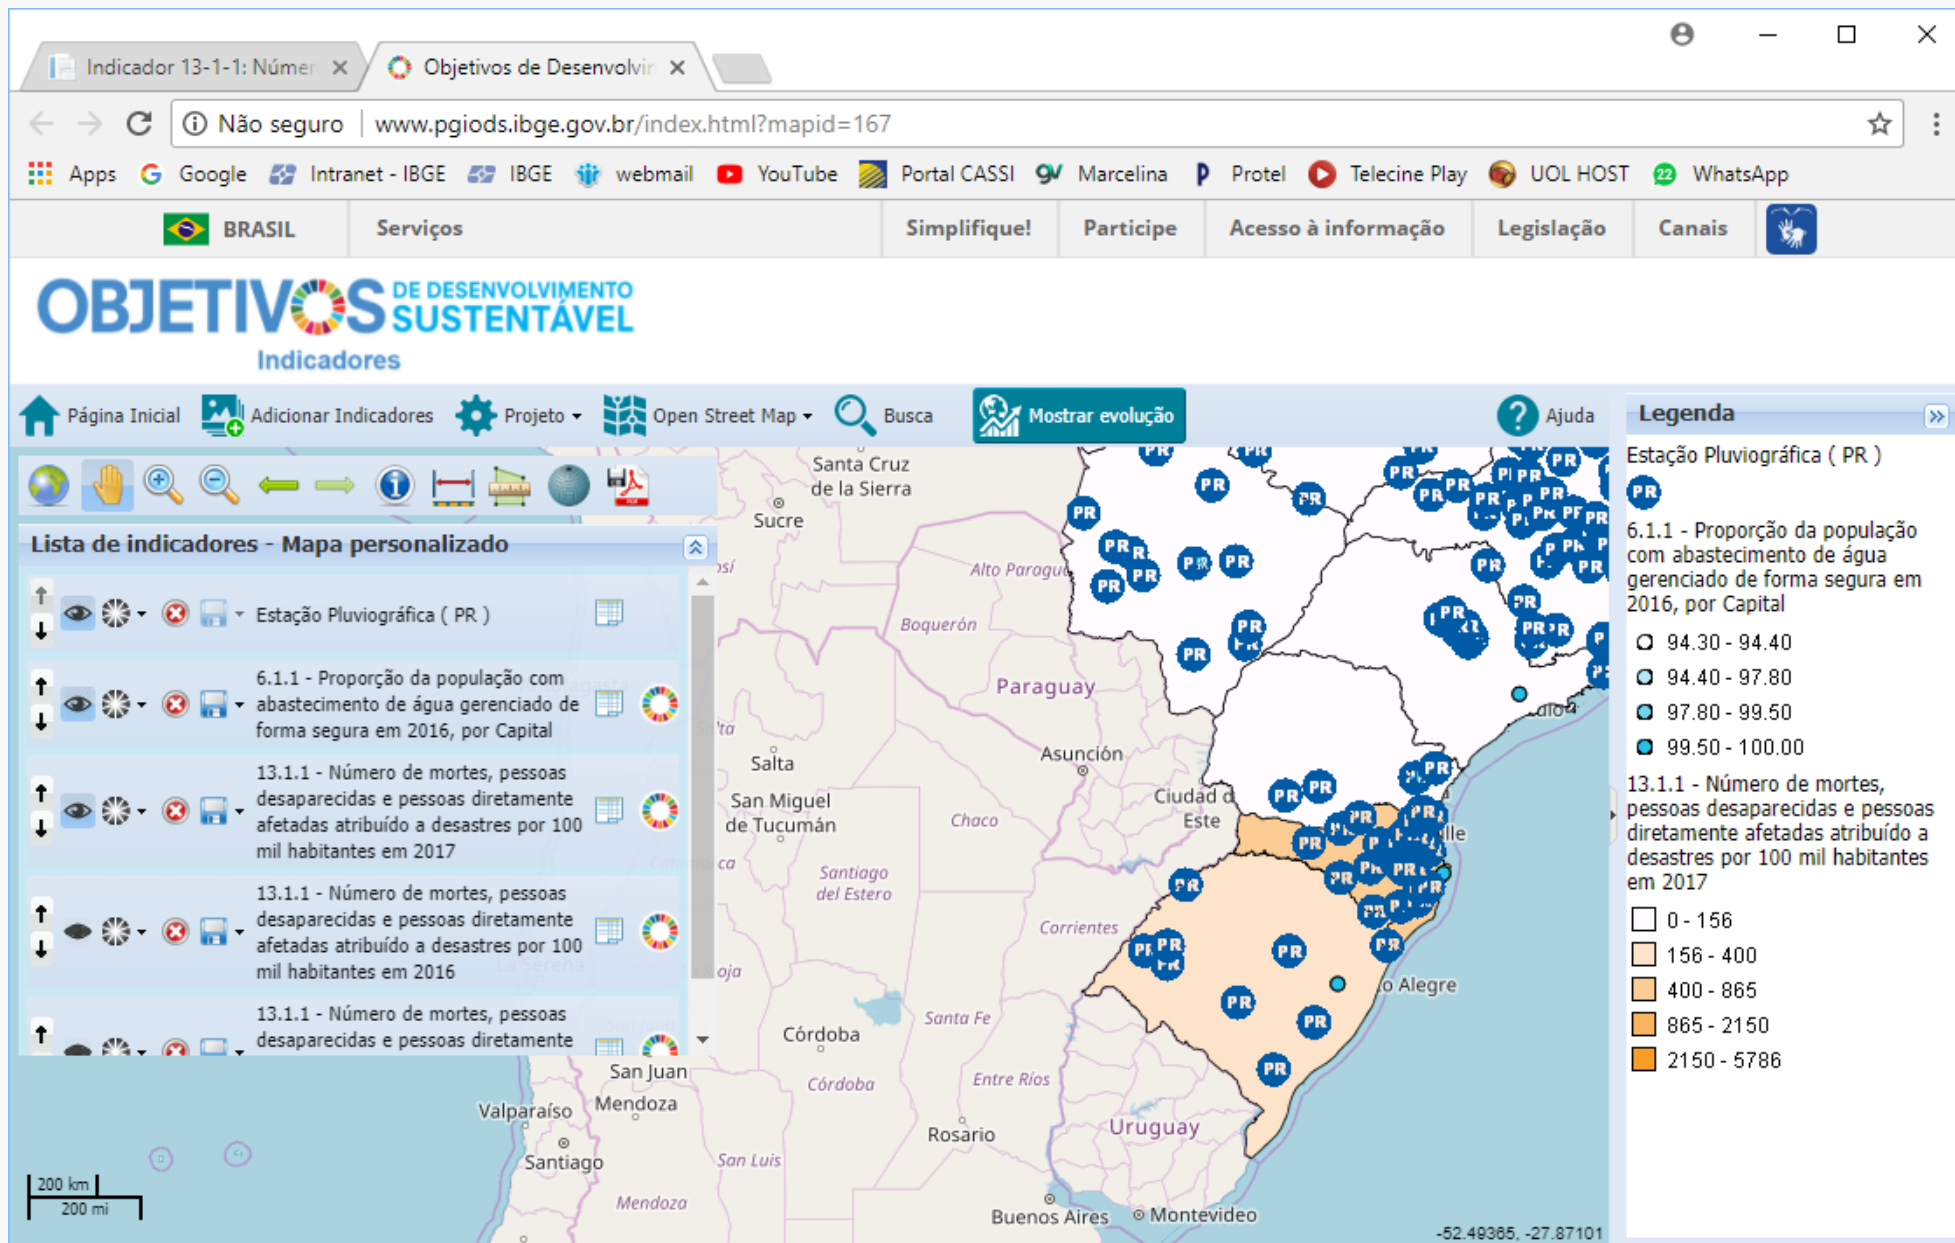 Indicador 13-1-1: Númer
Objetivos de Desenvolvin
Não seguro
www.pgiods.ibge.gov.br/index.html?mapid=167
Apps
Google
Intranet - IBGE
IBGE
webmail
YouTube
Portal CASSI
Marcelina
Protel
Telecine Play
UOL HOST
22
WhatsApp
BRASIL
Serviços
Simplifique!
Participe
Acesso à informação
Legislação
Canais
OBJETIVOS
DE DESENVOLVIMENTO
SUSTENTÁVEL
Indicadores
Página Inicial
Adicionar Indicadores
Projeto
Open Street Map
Busca
Mostrar evolução
Ajuda
Lista de indicadores - Mapa personalizado
Estação Pluviográfica ( PR )
6.1.1 - Proporção da população com
abastecimento de água gerenciado de
forma segura em 2016, por Capital
13.1.1 - Número de mortes, pessoas
desaparecidas e pessoas diretamente
afetadas atribuído a desastres por 100
mil habitantes em 2017
13.1.1 - Número de mortes, pessoas
desaparecidas e pessoas diretamente
afetadas atribuído a desastres por 100
mil habitantes em 2016
13.1.1 - Número de mortes, pessoas
desaparecidas e pessoas diretamente
Legenda
Estação Pluviográfica ( PR )
PR
6.1.1 - Proporção da população
com abastecimento de água
gerenciado de forma segura em
2016, por Capital
94.30 - 94.40
94.40 - 97.80
97.80 - 99.50
99.50 - 100.00
13.1.1 - Número de mortes,
pessoas desaparecidas e pessoas
diretamente afetadas atribuído a
desastres por 100 mil habitantes
em 2017
0 - 156
156 - 400
400 - 865
865 - 2150
2150 - 5786
Santa Cruz
de la Sierra
Sucre
Alto Paragu
Boquerón
Paraguay
Asunción
Salta
San Miguel
de Tucumán
Chaco
Ciudad d
Este
Santiago
del Estero
Corrientes
o Alegre
Santa Fe
Córdoba
Córdoba
Entre Ríos
San Juan
Mendoza
Valparaíso
Rosario
Uruguay
Santiago
San Luis
Mendoza
Buenos Aires
Montevideo
200 km
200 mi
-52.49365, -27.87101